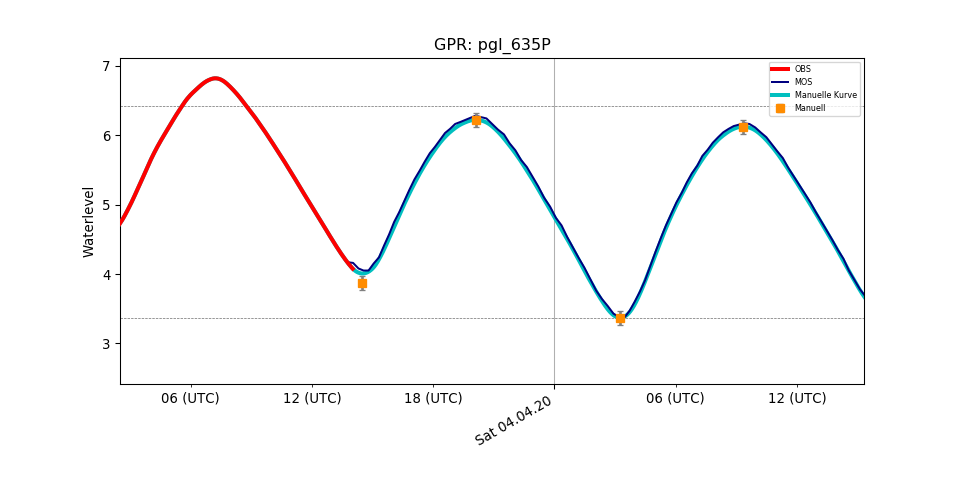 GPR: pgl_635P
OBS
MOS
Manuelle Kurve
Manuell
Waterlevel
7
6
5
4
3
06 (UTC)
12 (UTC)
18 (UTC)
Sat 04.04.20
06 (UTC)
12 (UTC)